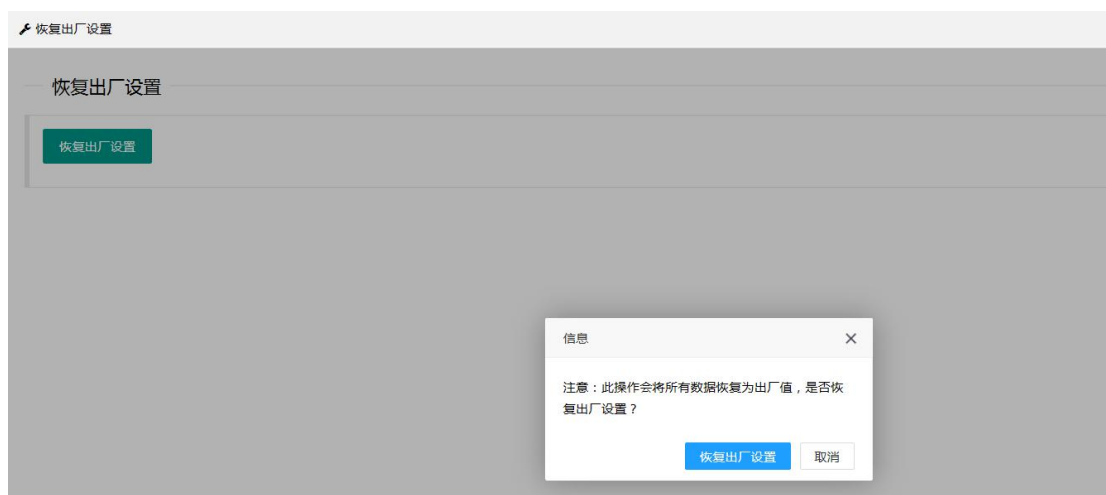 恢复出厂设置
恢复出厂设置
恢复出厂设置
信息
注意：此操作会将所有数据恢复为出厂值，是否恢
复出厂设置？
恢复出厂设置 取消